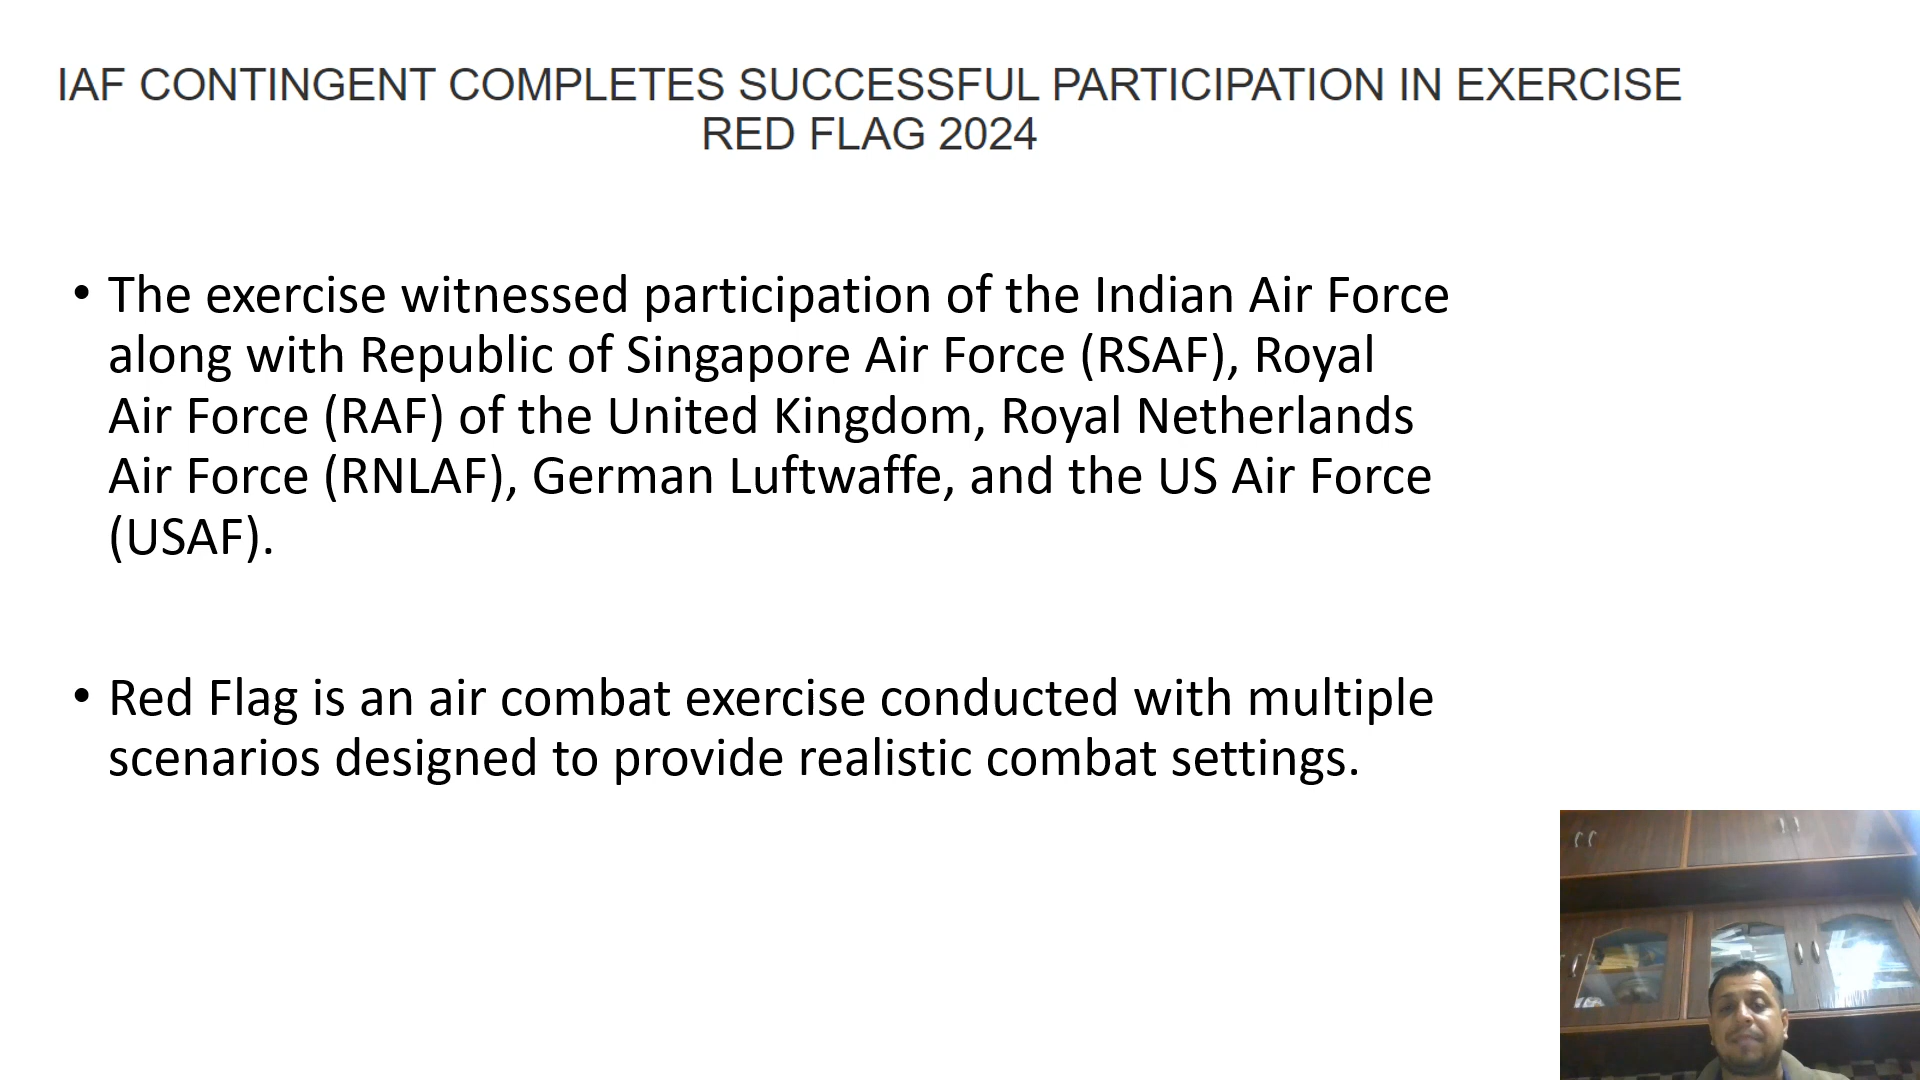 IAF CONTINGENT COMPLETES SUCCESSFUL PARTICIPATION IN EXERCISE
RED FLAG 2024
• The exercise witnessed participation of the Indian Air Force
along with Republic of Singapore Air Force (RSAF), Royal
Air Force (RAF) of the United Kingdom, Royal Netherlands
Air Force (RNLAF), German Luftwaffe, and the US Air Force
(USAF).
• Red Flag is an air combat exercise conducted with multiple
scenarios designed to provide realistic combat settings.